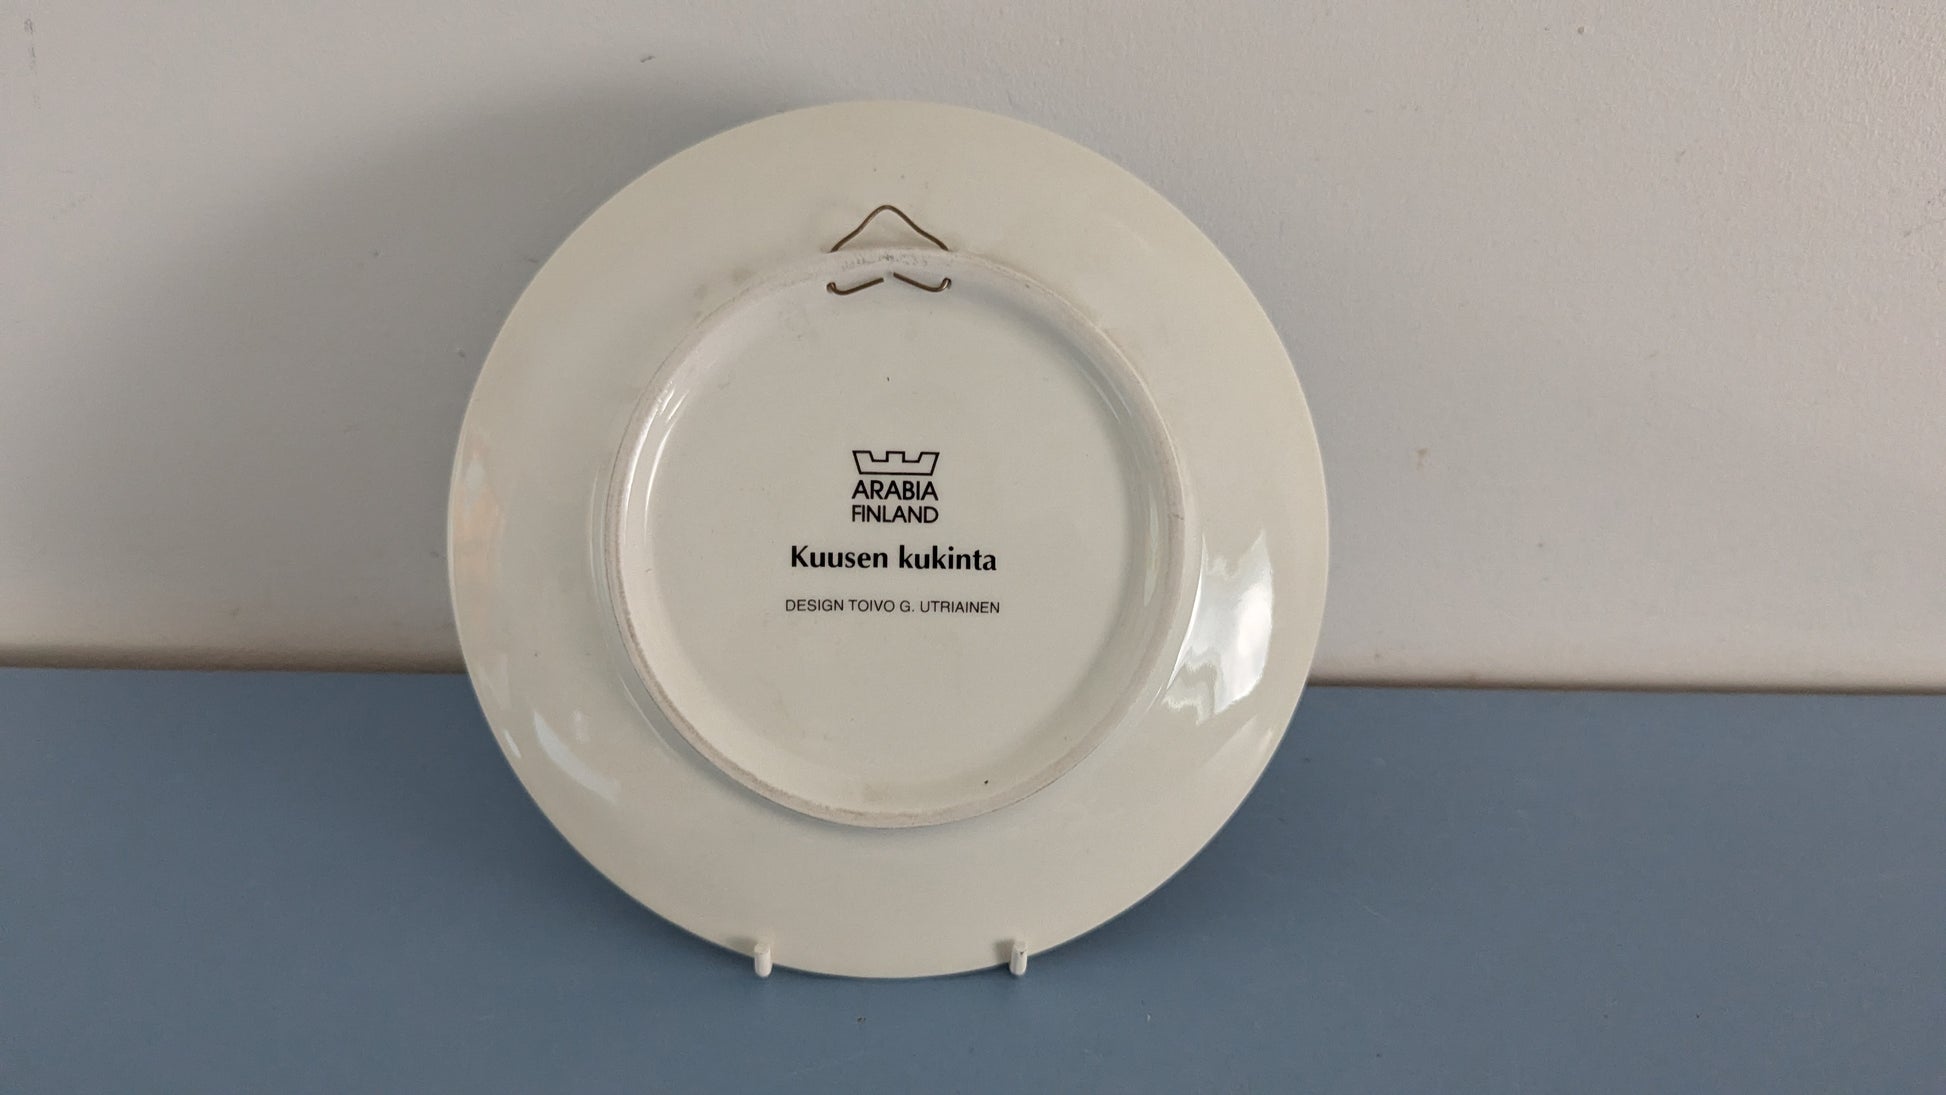 ARABIA
FINLAND
Kuusen kukinta
DESIGN TOIVO G. UTRIAINEN